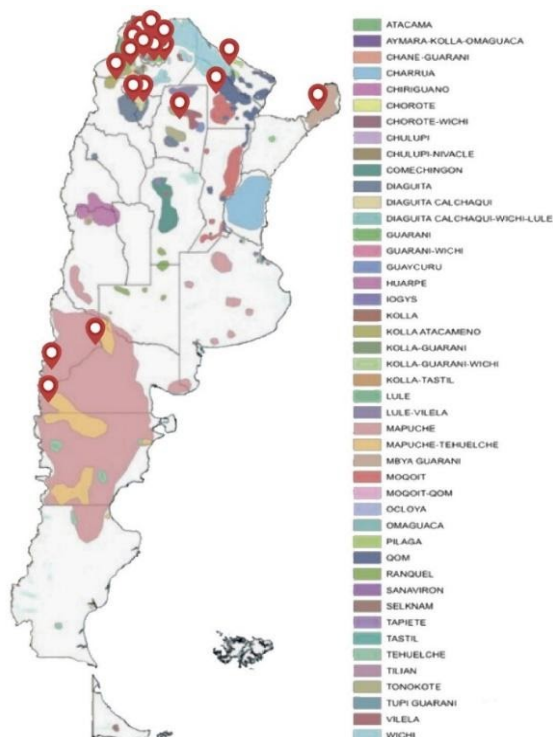 ATACAMA
AYMARA-KOLLA-OMAGUACA
CHANE-GUARANI
CHARRUA
CHIRIGUANO
CHOROTE
CHOROTE-WICHI
CHULUPI
CHULUPI-NIVACLE
COMECHINGON
DIAGUITA
DIAGUITA CALCHAQUI
DIAGUITA CALCHAQUI-WICHI-LULE
GUARANI
GUARANI-WICHI
GUAYCURU
HUARPE
IOGYS
KOLLA
KOLLA ATACAMENO
KOLLA-GUARANI
KOLLA-GUARANI-WICHI
KOLLA-TASTIL
LULE
LULE-VILELA
MAPUCHE
MAPUCHE-TEHUELCHE
MBYA GUARANI
MOQOIT
MOQOIT-QOM
OCLOYA
OMAGUACA
PILAGA
QOM
RANQUEL
SANAVIRON
SELKNAM
TAPIETE
TASTIL
TEHUELCHE
TILIAN
TONOKOTE
TUPI GUARANI
VILELA
WICHI